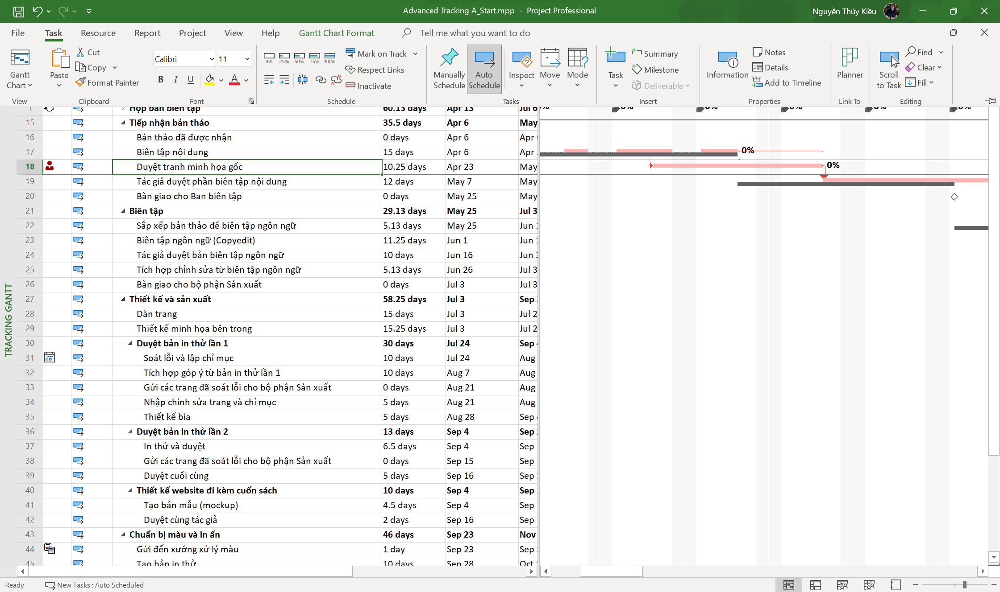 Advanced Tracking A_Start.mpp - Project Professional
Nguyễn Thúy Kiều
File Task Resource Report Project View Help Gantt Chart Format Tell me what you want to do
Gantt Chart
View
Paste
Cut
Copy
Format Painter
Clipboard
Calibri 11
B I U A
Font
0% 25% 50% 75% 100%
Mark on Track
Respect Links
Inactivate
Schedule
Manually Schedule
Auto Schedule
Inspect
Move
Mode
Tasks
Task
Summary
Milestone
Deliverable
Insert
Information
Notes
Details
Add to Timeline
Properties
Planner
Link To
Scroll to Task
Find
Clear
Fill
Editing
TRACKING GANTT
1 Họp ban biên tập 60.13 days Apr 13 Jul 6
0% 0% 0% 0% 0%
15 Tiếp nhận bản thảo 35.5 days Apr 6 May
16 Bản thảo đã được nhận 0 days Apr 6 Apr
17 Biên tập nội dung 15 days Apr 6 Apr 0%
18 Duyệt tranh minh họa gốc 10.25 days Apr 23 May 0%
19 Tác giả duyệt phần biên tập nội dung 12 days May 7 May
20 Bàn giao cho Ban biên tập 0 days May 25 May
21 Biên tập 29.13 days May 25 Jul 3
22 Sắp xếp bản thảo để biên tập ngôn ngữ 5.13 days May 25 Jun
23 Biên tập ngôn ngữ (Copyedit) 11.25 days Jun 1 Jun
24 Tác giả duyệt bản biên tập ngôn ngữ 10 days Jun 16 Jun
25 Tích hợp chỉnh sửa từ biên tập ngôn ngữ 5.13 days Jun 26 Jul 3
26 Bàn giao cho bộ phận Sản xuất 0 days Jul 3 Jul 3
27 Thiết kế và sản xuất 58.25 days Jul 3 Sep
28 Dàn trang 15 days Jul 3 Jul 2
29 Thiết kế minh họa bên trong 15.25 days Jul 3 Jul 2
30 Duyệt bản in thử lần 1 30 days Jul 24 Sep
31 Soát lỗi và lập chỉ mục 10 days Jul 24 Aug
32 Tích hợp góp ý từ bản in thử lần 1 10 days Aug 7 Aug
33 Gửi các trang đã soát lỗi cho bộ phận Sản xuất 0 days Aug 21 Aug
34 Nhập chỉnh sửa trang và chỉ mục 5 days Aug 21 Aug
35 Thiết kế bìa 5 days Aug 28 Sep
36 Duyệt bản in thử lần 2 13 days Sep 4 Sep
37 In thử và duyệt 6.5 days Sep 4 Sep
38 Gửi các trang đã soát lỗi cho bộ phận Sản xuất 0 days Sep 15 Sep
39 Duyệt cuối cùng 5 days Sep 16 Sep
40 Thiết kế website đi kèm cuốn sách 10 days Sep 4 Sep
41 Tạo bản mẫu (mockup) 4.5 days Sep 4 Sep
42 Duyệt cùng tác giả 2 days Sep 16 Sep
43 Chuẩn bị màu và in ấn 46 days Sep 23 Nov
44 Gửi đến xưởng xử lý màu 1 day Sep 23 Sep
45 Tạo bản in thử 10 days Sep 28 Oct
Ready New Tasks : Auto Scheduled